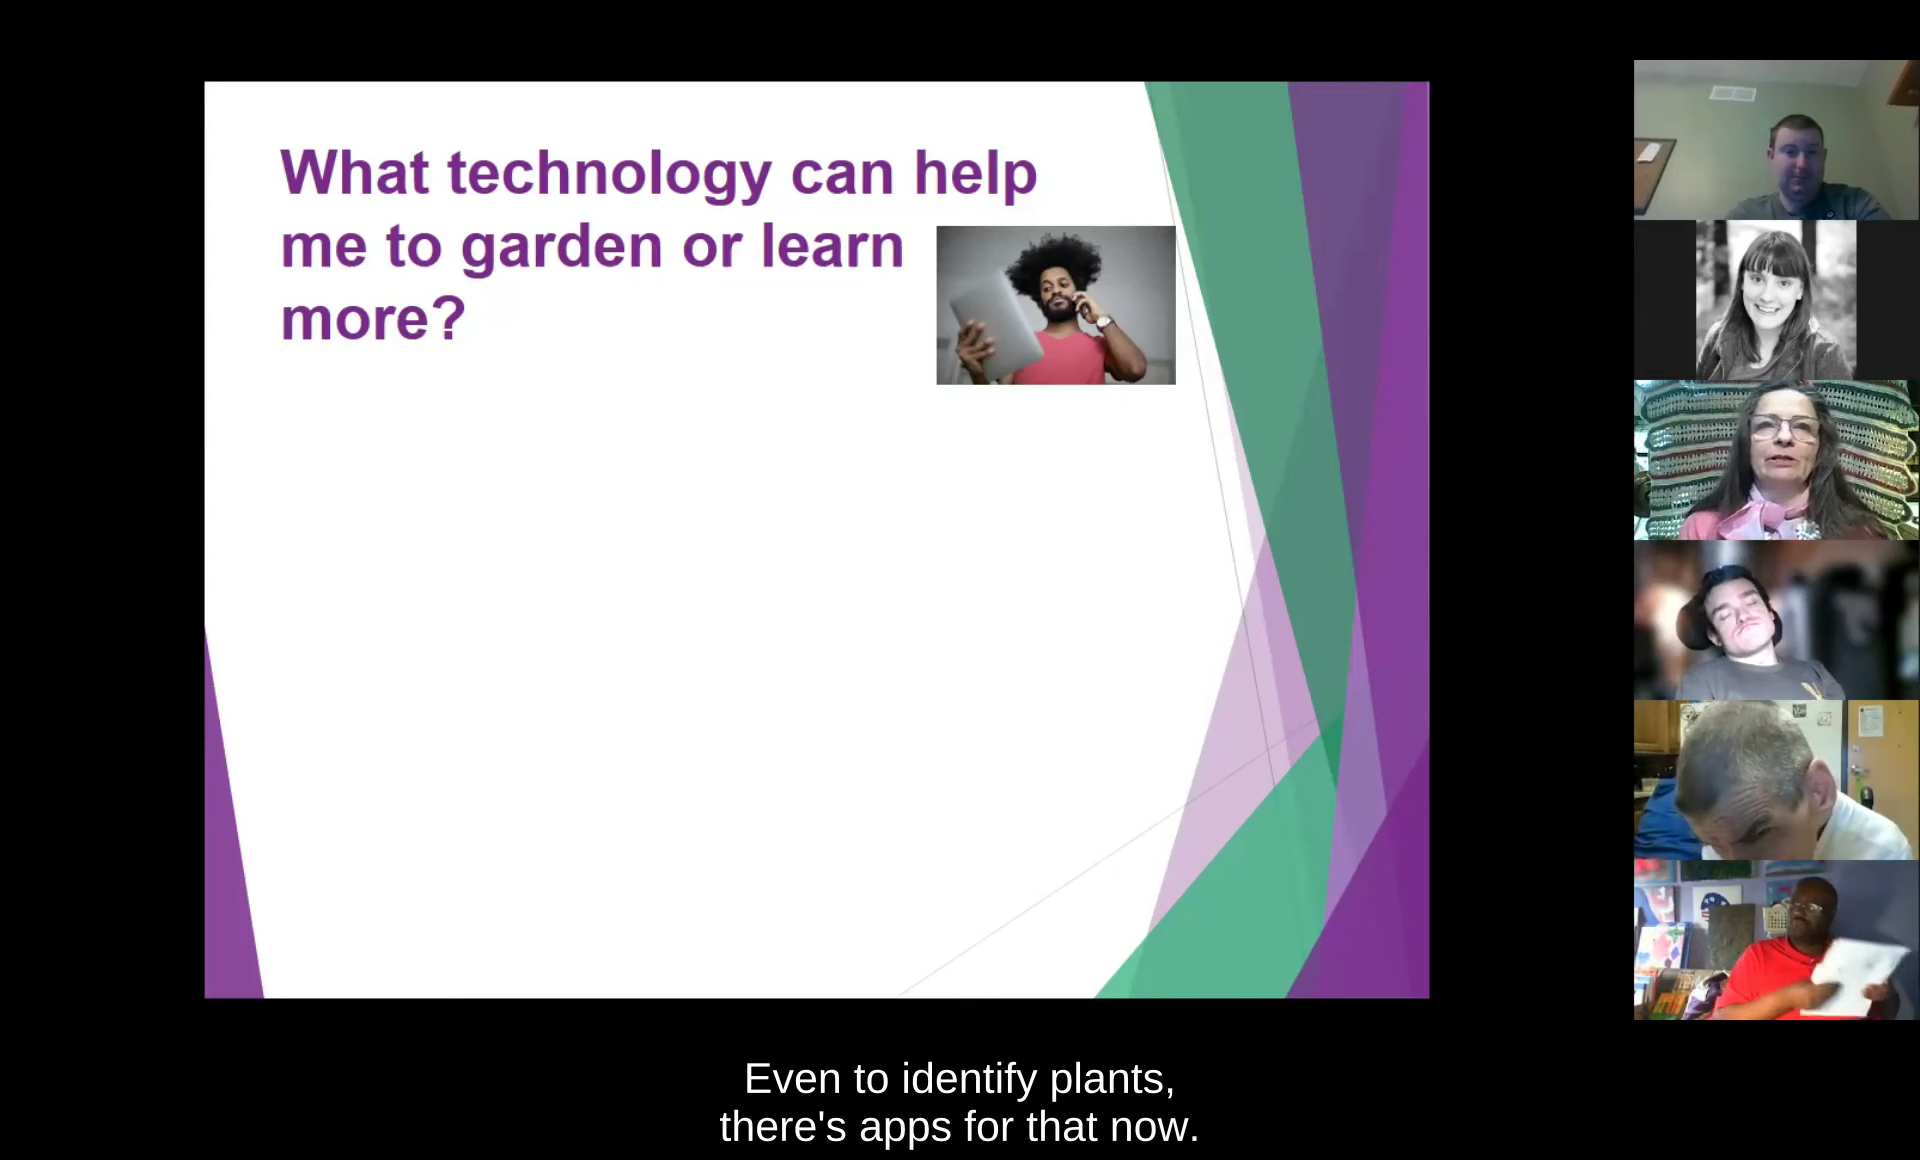 What technology can help
me to garden or learn
more?
Even to identify plants,
there's apps for that now.